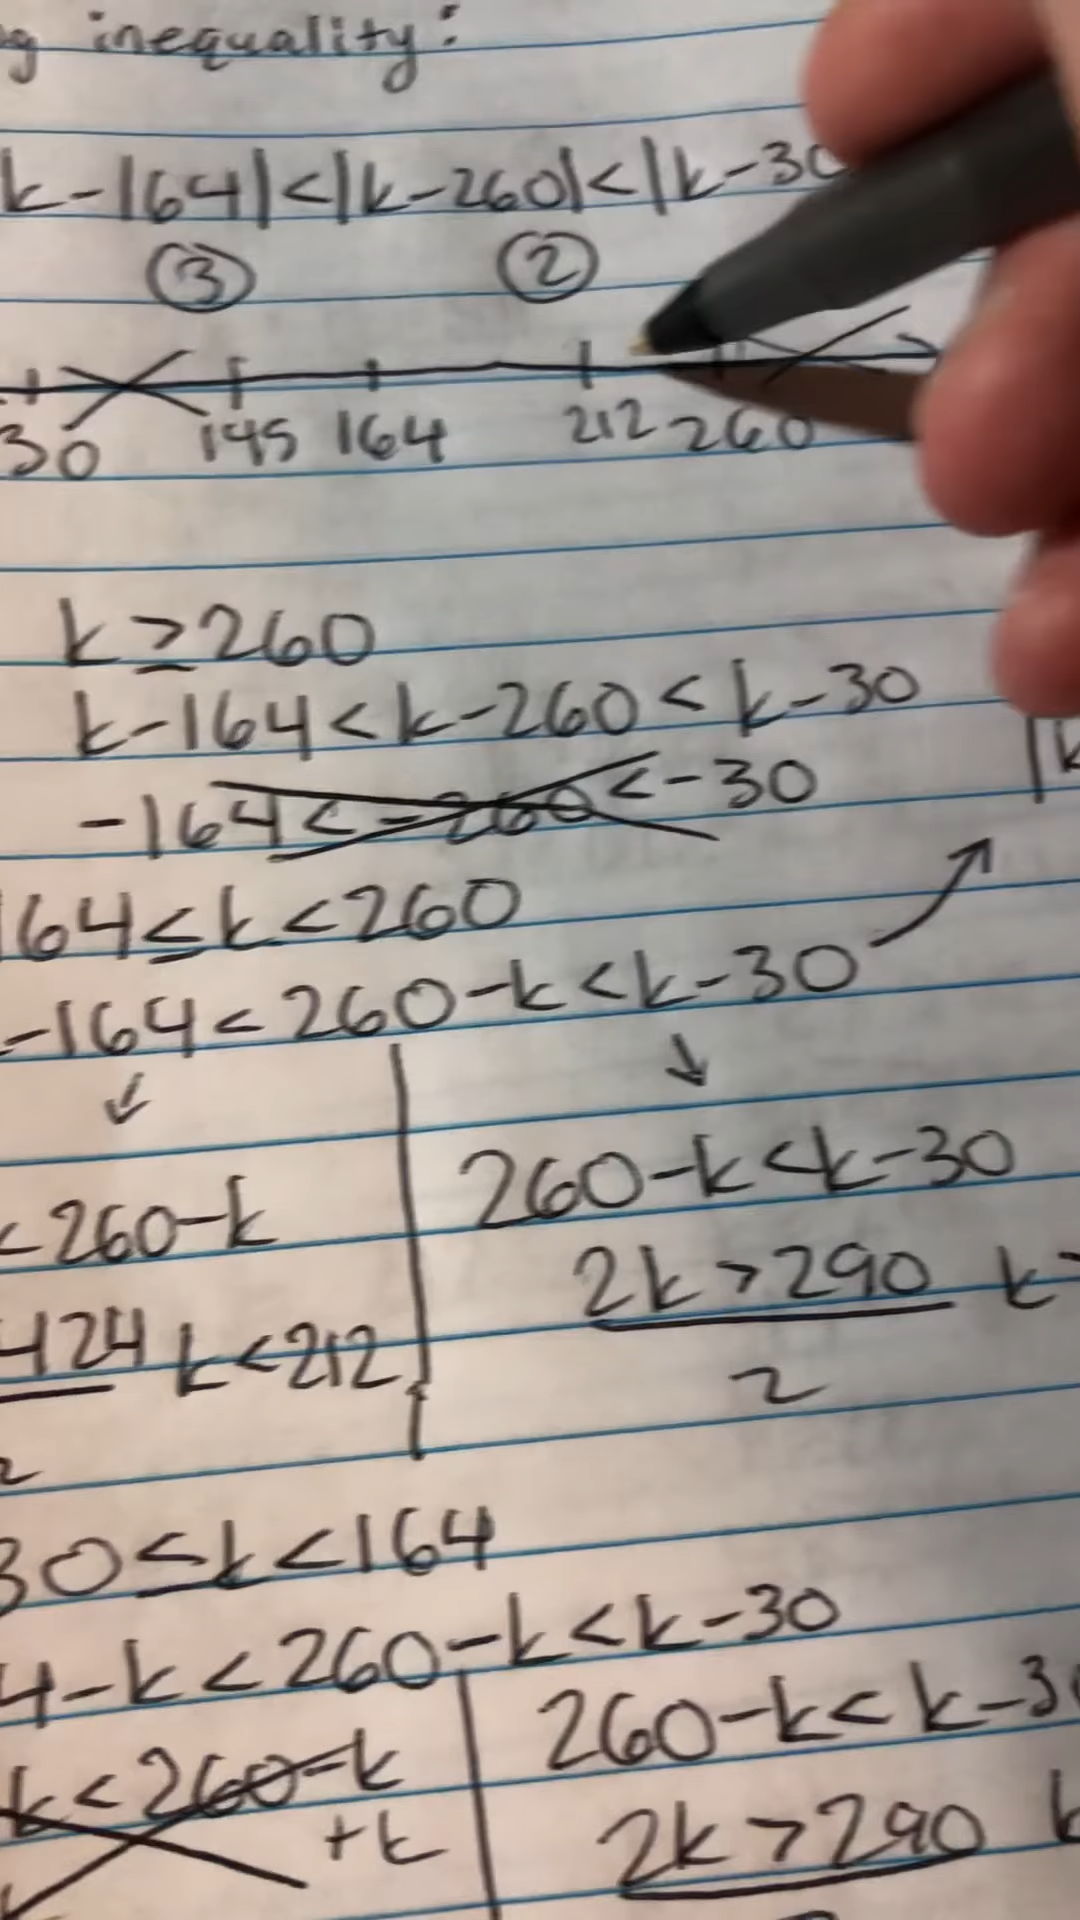 inequality:
k-164|<|k-260|<|k-30
3 2
30 145 164 212 260
k≥260
k-164<k-260<k-30
-164<-260<-30
164≤k<260
-164<260-k<k-30
<260-k 260-k<k-30
424 k<212 2k>290 k>
2
30≤k<164
4-k<260-k<k-30
k<260-k 260-k<k-30
+k 2k>290